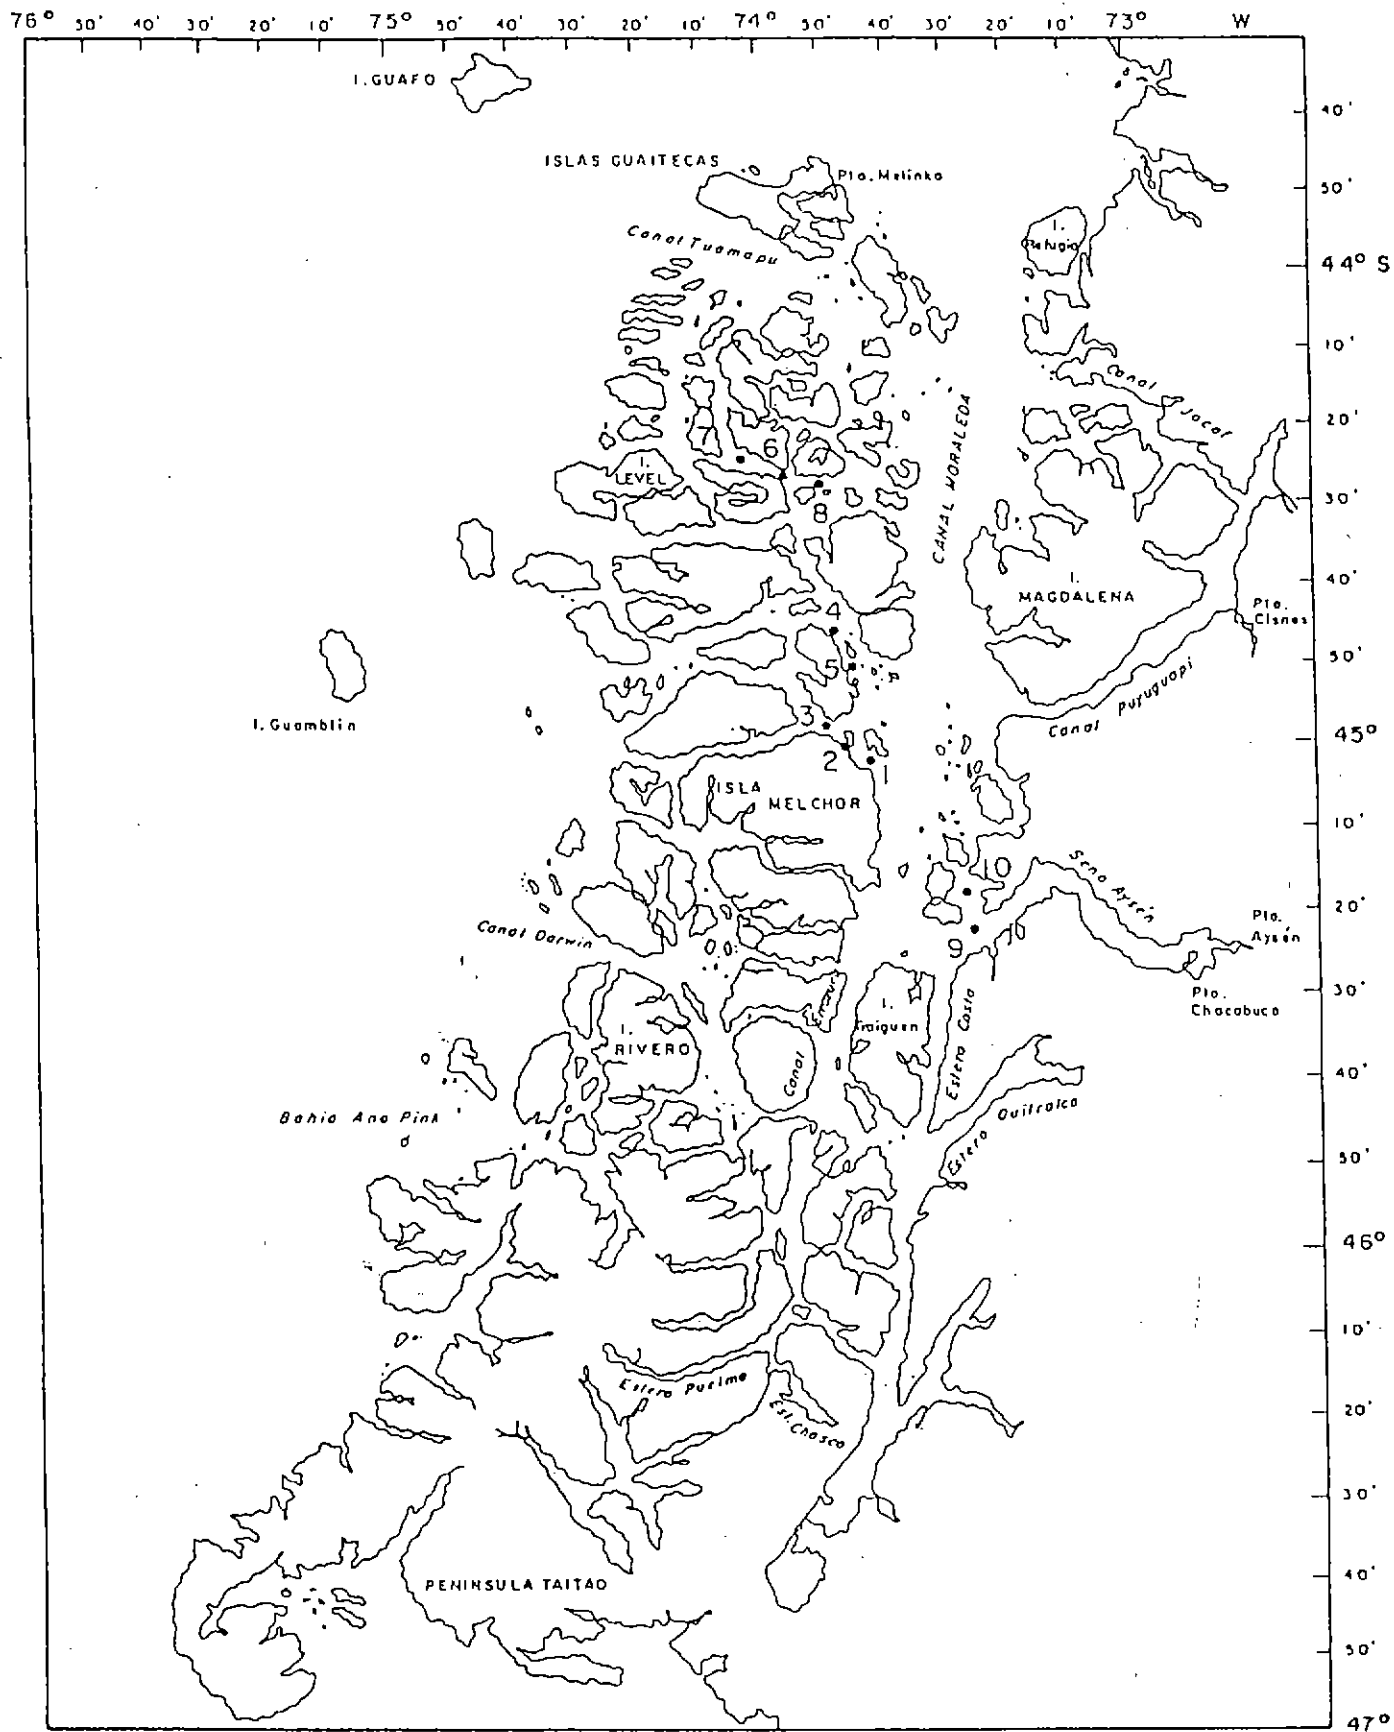 76° 50' 40' 30' 20' 10' 75° 50' 40' 30' 20' 10' 74° 50' 40' 30' 20' 10' 73° W
I. GUAFO
40'
ISLAS GUAITECAS
Pto. Melinka
50'
I.
Refugio
Canal Tuamapu
44° S
10'
Canal Jacaf
CANAL MORALEDA
20'
7
6
I.
LEVEL
30'
8
I.
MAGDALENA
40'
Pto.
Cisnes
4
50'
5
Canal Puyuguapi
I. Guamblin
3
45°
2
1
ISLA
MELCHOR
10'
10
Seno Aysén
20'
Pto.
Aysén
Canal Darwin
9
30'
Pto.
Chacabuco
Errazuriz
I.
Traiguen
Estero Costa
I.
RIVERO
Canal
40'
Bahia Ana Pink
Estero Quitralco
50'
46°
10'
Estero Puelma
20'
Est. Chasco
30'
40'
PENINSULA TAITAO
50'
47°